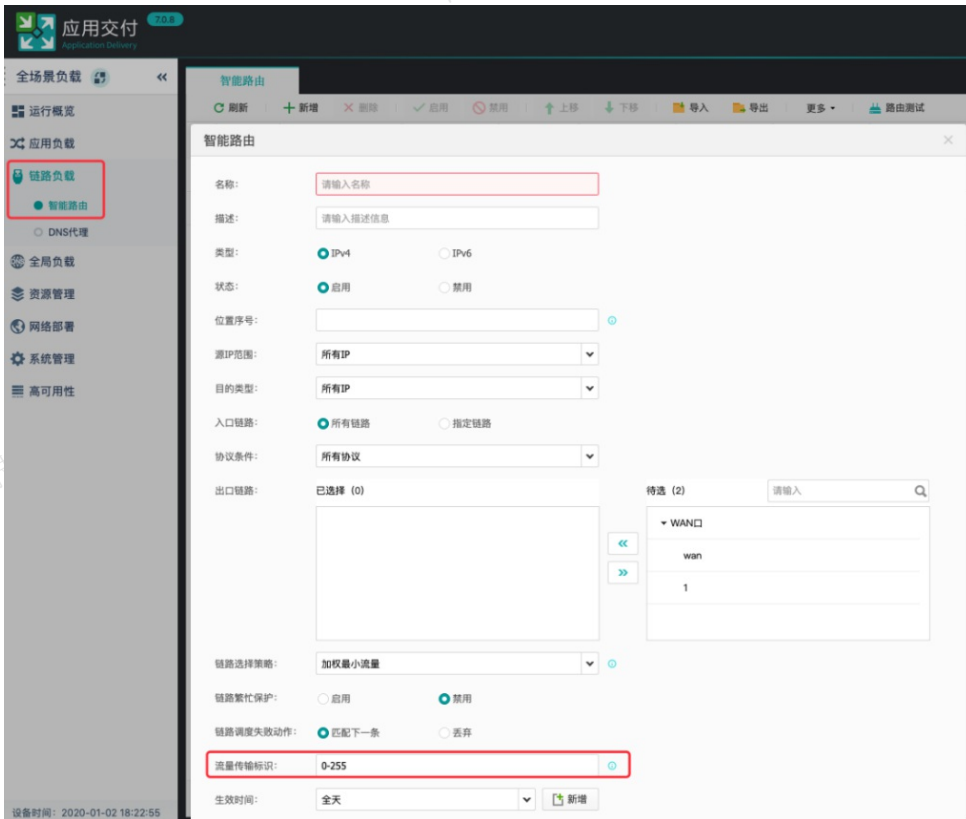 应用交付 7.0.8
Application Delivery
全场景负载
智能路由
刷新 新增 删除 启用 禁用 上移 下移 导入 导出 更多 路由测试
运行概览
应用负载
链路负载
智能路由
DNS代理
全局负载
资源管理
网络部署
系统管理
高可用性
设备时间：2020-01-02 18:22:55
智能路由
名称： 请输入名称
描述： 请输入描述信息
类型： IPv4 IPv6
状态： 启用 禁用
位置序号：
源IP范围： 所有IP
目的类型： 所有IP
入口链路： 所有链路 指定链路
协议条件： 所有协议
出口链路： 已选择 (0) 待选 (2) 请输入
WAN口
wan
1
链路选择策略： 加权最小流量
链路繁忙保护： 启用 禁用
链路调度失败动作： 匹配下一条 丢弃
流量传输标识： 0-255
生效时间： 全天 新增